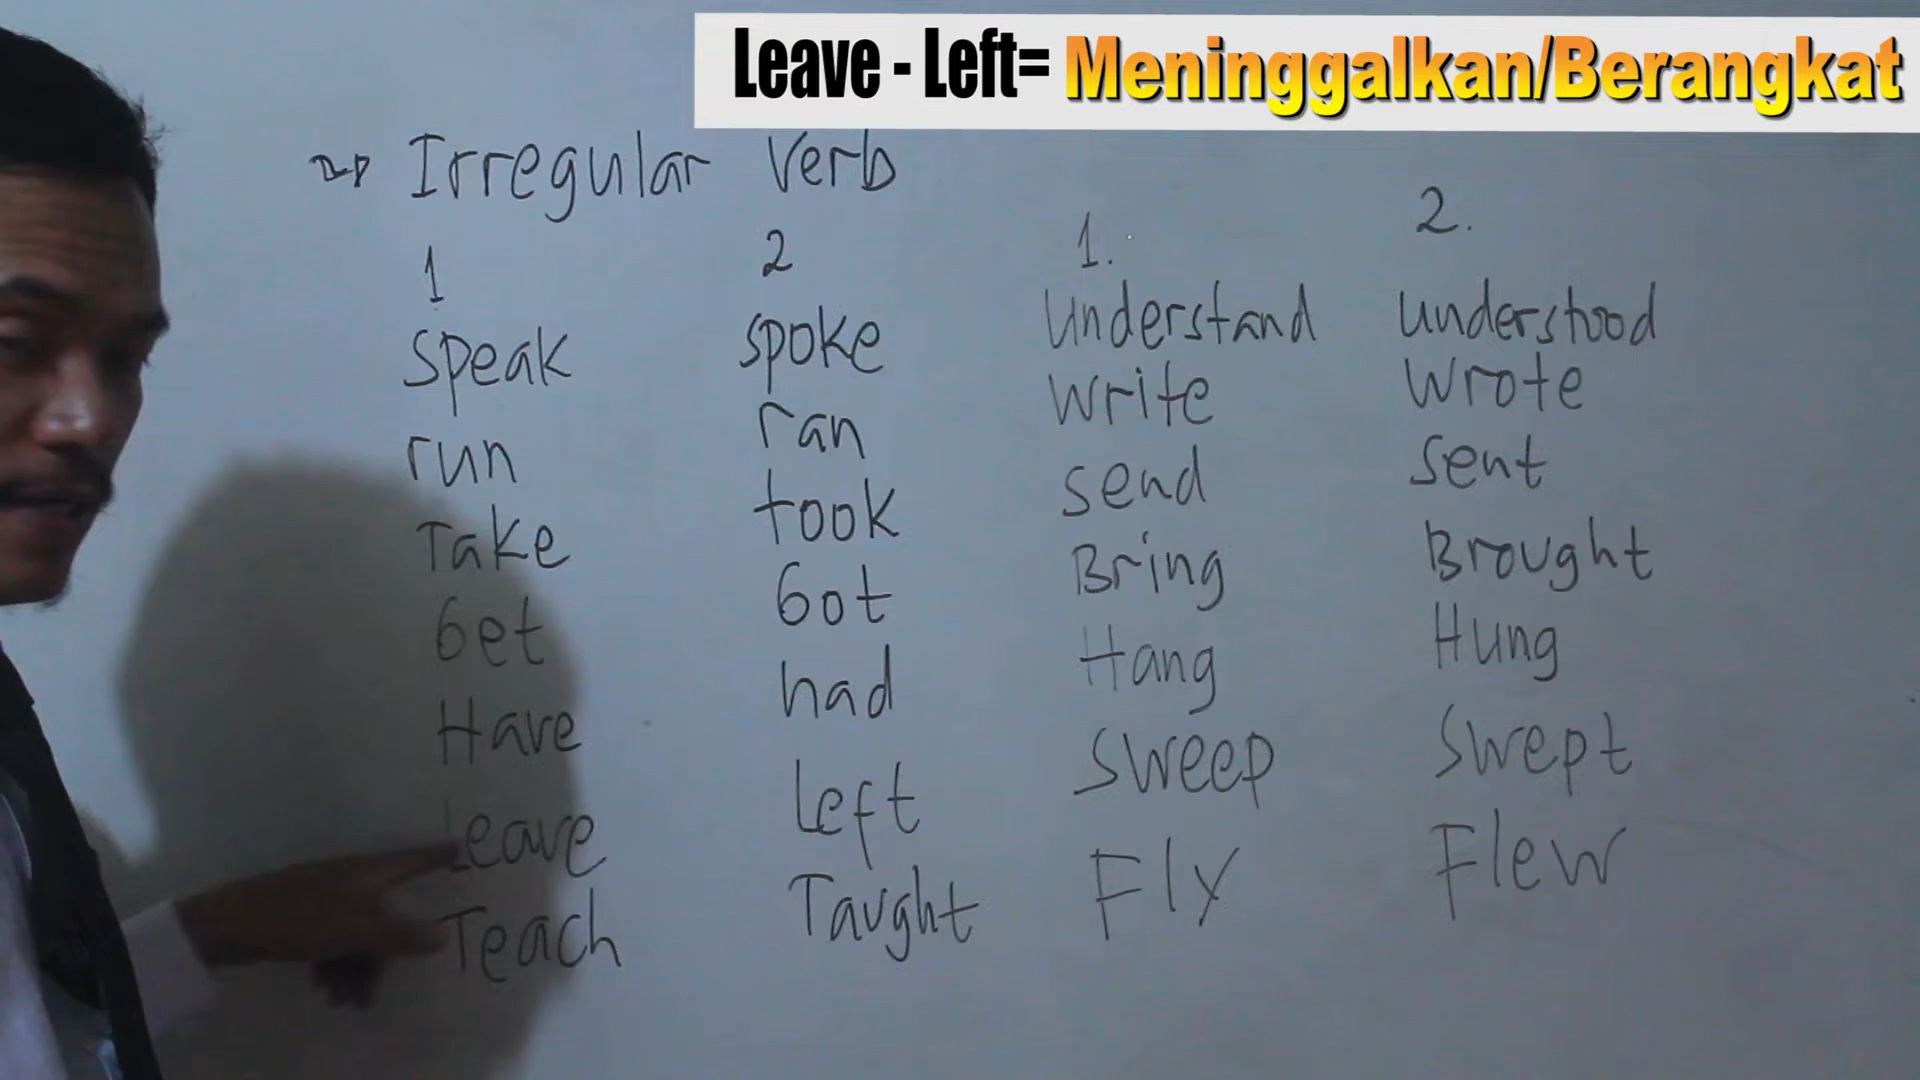 Leave - Left= Meninggalkan/Berangkat
Irregular Verb
1 2
speak spoke
run ran
Take took
Get Got
Have had
Leave Left
Teach Taught
1. 2.
Understand Understood
Write Wrote
send sent
Bring Brought
Hang Hung
Sweep Swept
Fly Flew